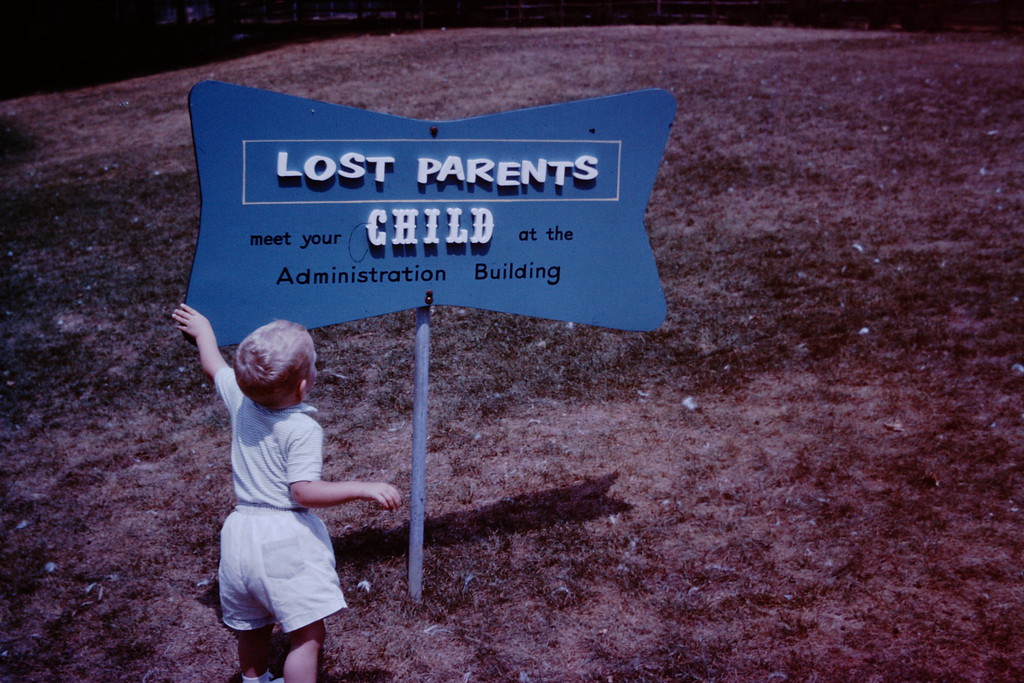 LOST PARENTS
meet your CHILD at the
Administration Building